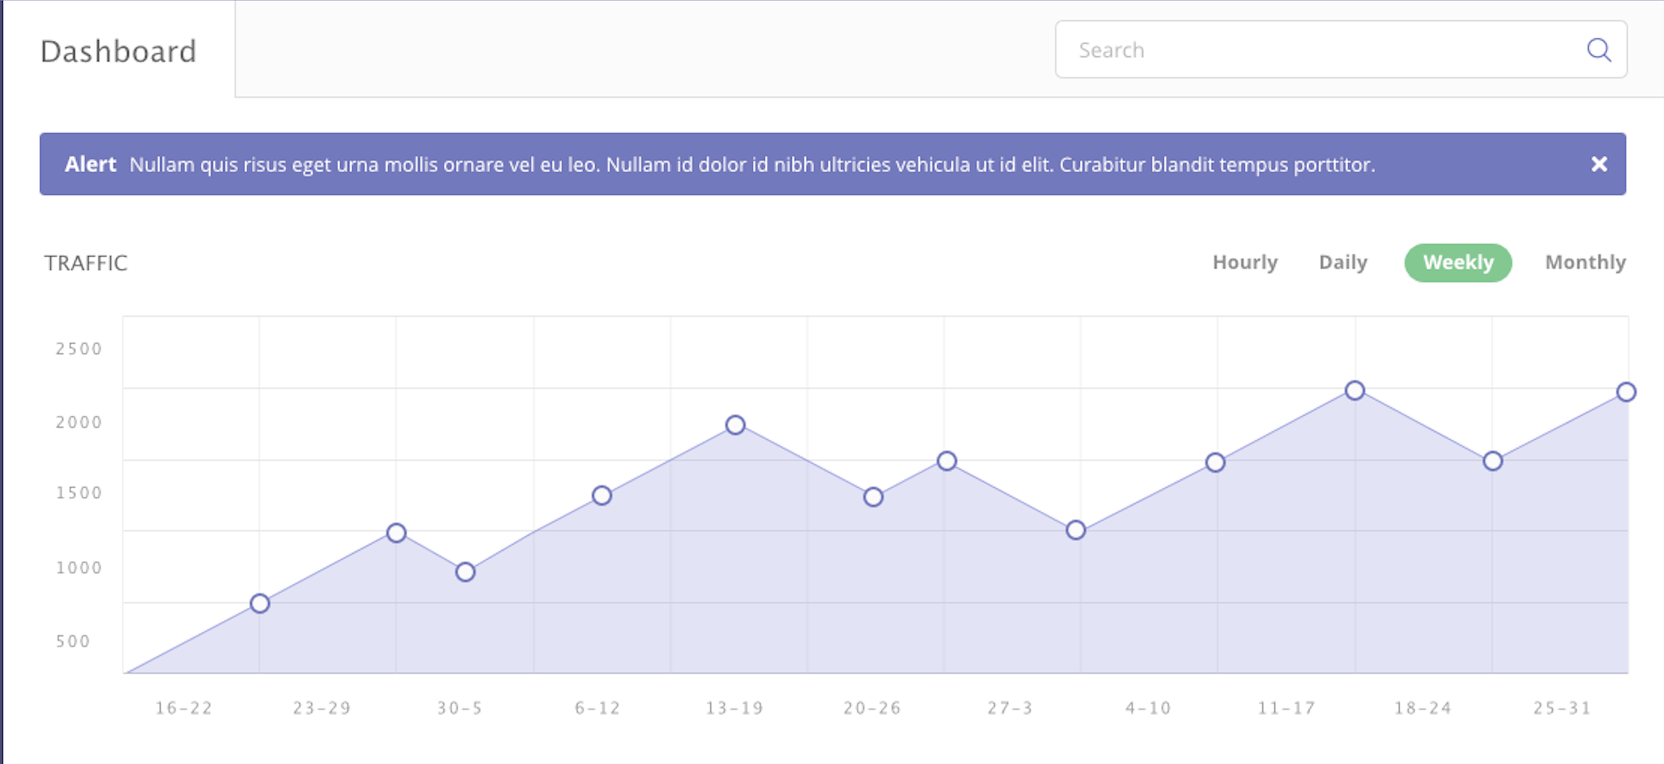 Dashboard
Search
Alert Nullam quis risus eget urna mollis ornare vel eu leo. Nullam id dolor id nibh ultricies vehicula ut id elit. Curabitur blandit tempus porttitor.
TRAFFIC
Hourly Daily Weekly Monthly
2500
2000
1500
1000
500
16-22 23-29 30-5 6-12 13-19 20-26 27-3 4-10 11-17 18-24 25-31